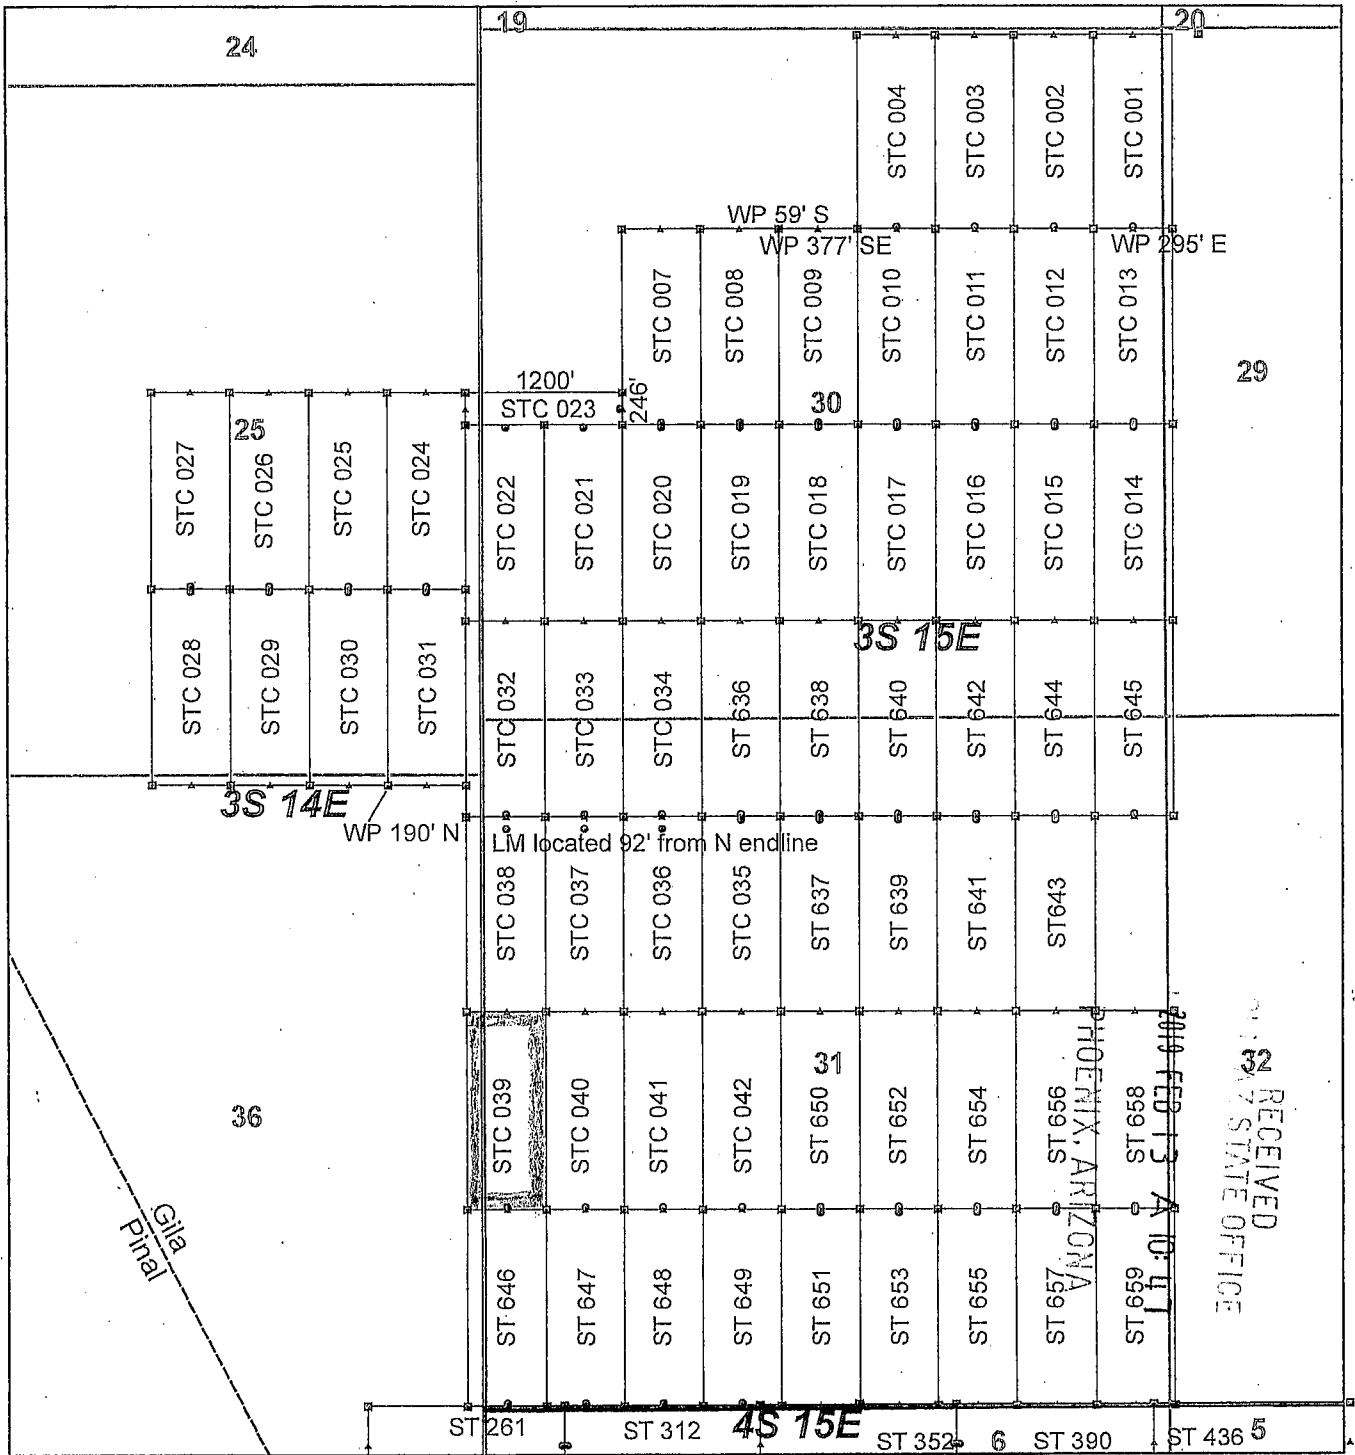 19
20
24
STC 004
STC 003
STC 002
STC 001
WP 59' S
WP 377' SE
WP 295' E
STC 007
STC 008
STC 009
STC 010
STC 011
STC 012
STC 013
29
1200'
246'
STC 023
30
25
STC 027
STC 026
STC 025
STC 024
STC 022
STC 021
STC 020
STC 019
STC 018
STC 017
STC 016
STC 015
STC 014
3S 15E
STC 028
STC 029
STC 030
STC 031
STC 032
STC 033
STC 034
ST 636
ST 638
ST 640
ST 642
ST 644
ST 645
3S 14E
WP 190' N
LM located 92' from N endline
STC 038
STC 037
STC 036
STC 035
ST 637
ST 639
ST 641
ST643
31
32
36
STC 039
STC 040
STC 041
STC 042
ST 650
ST 652
ST 654
ST 656
ST 658
RECEIVED
STATE OFFICE
2019 FEB 13 A 10: 47
PHOENIX, ARIZONA
Gila
Pinal
ST 646
ST 647
ST 648
ST 649
ST 651
ST 653
ST 655
ST 657
ST 659
ST 261
ST 312
4S 15E
ST 352
6
ST 390
ST 436
5